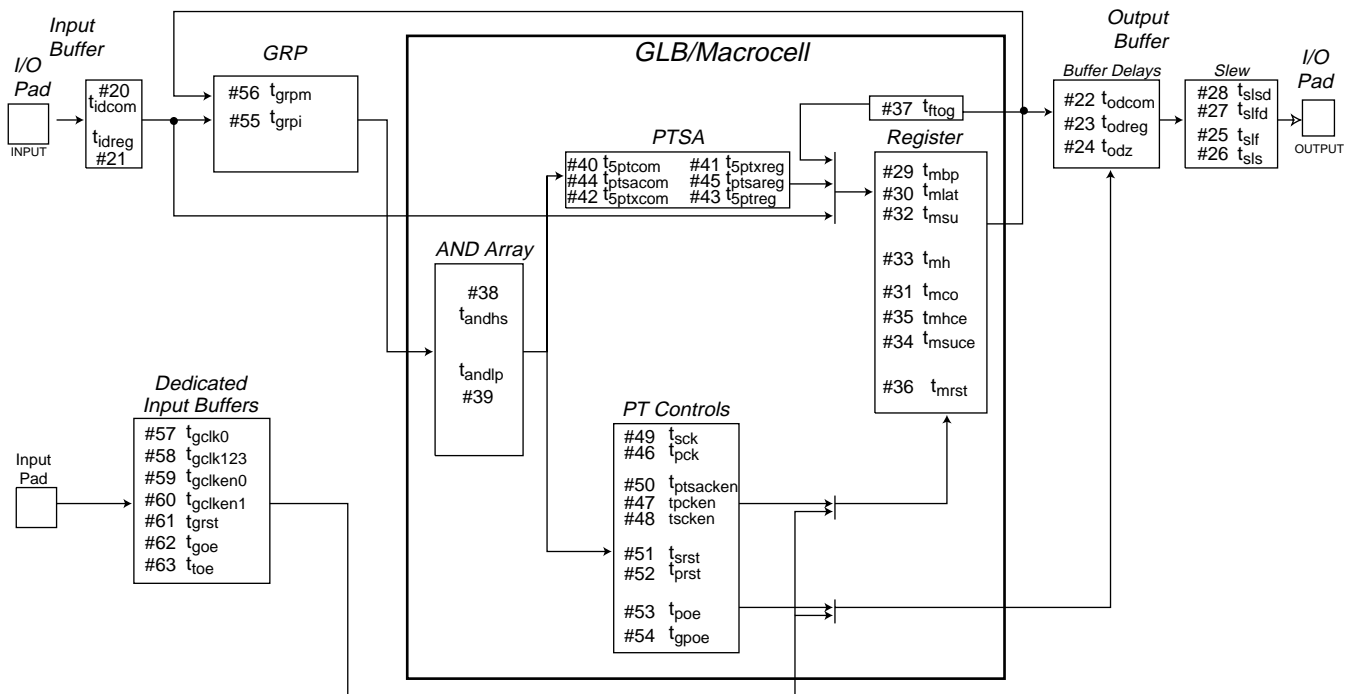 Input
Buffer
I/O
Pad
INPUT
#20
tidcom
tidreg
#21
GRP
#56 tgrpm
#55 tgrpi
GLB/Macrocell
AND Array
#38
tandhs
tandlp
#39
PTSA
#40 t5ptcom #41 t5ptxreg
#44 tptsacom #45 tptsareg
#42 t5ptxcom #43 t5ptreg
#37 tftog
Register
#29 tmbp
#30 tmlat
#32 tmsu
#33 tmh
#31 tmco
#35 tmhce
#34 tmsuce
#36 tmrst
Output
Buffer
Buffer Delays
#22 todcom
#23 todreg
#24 todz
Slew
#28 tslsd
#27 tslfd
#25 tslf
#26 tsls
I/O
Pad
OUTPUT
Dedicated
Input Buffers
Input
Pad
#57 tgclk0
#58 tgclk123
#59 tgclken0
#60 tgclken1
#61 tgrst
#62 tgoe
#63 ttoe
PT Controls
#49 tsck
#46 tpck
#50 tptsacken
#47 tpcken
#48 tscken
#51 tsrst
#52 tprst
#53 tpoe
#54 tgpoe